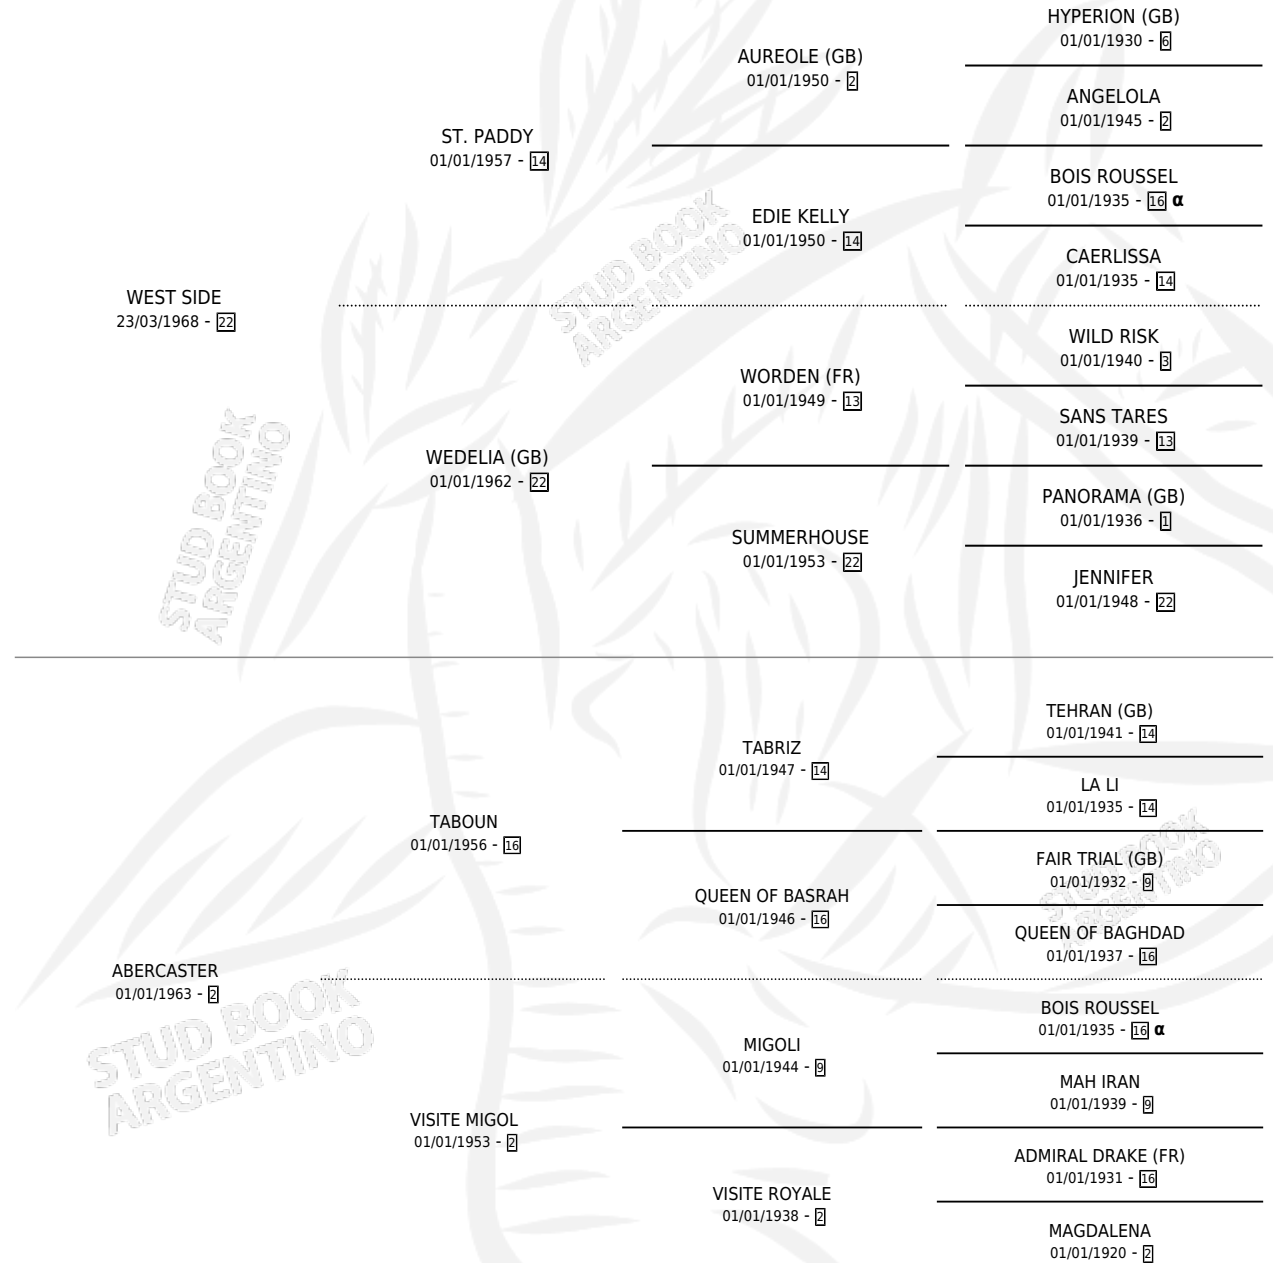 HYPERION (GB)
01/01/1930 - 6
AUREOLE (GB)
01/01/1950 - 2
ANGELOLA
01/01/1945 - 2
ST. PADDY
01/01/1957 - 14
BOIS ROUSSEL
01/01/1935 - 16 α
EDIE KELLY
01/01/1950 - 14
CAERLISSA
01/01/1935 - 14
WEST SIDE
23/03/1968 - 22
WILD RISK
01/01/1940 - 3
WORDEN (FR)
01/01/1949 - 13
SANS TARES
01/01/1939 - 13
WEDELIA (GB)
01/01/1962 - 22
PANORAMA (GB)
01/01/1936 - 1
SUMMERHOUSE
01/01/1953 - 22
JENNIFER
01/01/1948 - 22
TEHRAN (GB)
01/01/1941 - 14
TABRIZ
01/01/1947 - 14
LA LI
01/01/1935 - 14
TABOUN
01/01/1956 - 16
FAIR TRIAL (GB)
01/01/1932 - 9
QUEEN OF BASRAH
01/01/1946 - 16
QUEEN OF BAGHDAD
01/01/1937 - 16
ABERCASTER
01/01/1963 - 2
BOIS ROUSSEL
01/01/1935 - 16 α
MIGOLI
01/01/1944 - 9
MAH IRAN
01/01/1939 - 9
VISITE MIGOL
01/01/1953 - 2
ADMIRAL DRAKE (FR)
01/01/1931 - 16
VISITE ROYALE
01/01/1938 - 2
MAGDALENA
01/01/1920 - 2
STUD BOOK
ARGENTINO
STUD BOOK
ARGENTINO
STUD BOOK
ARGENTINO
STUD BOOK
ARGENTINO